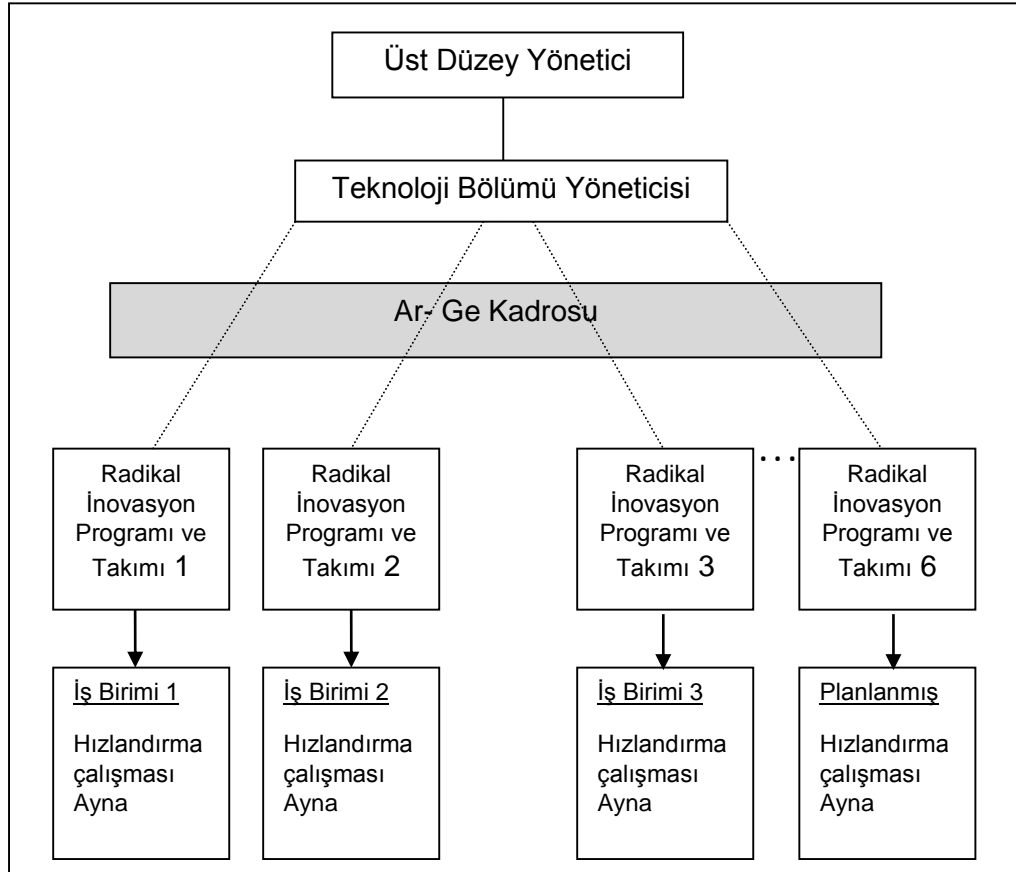 Üst Düzey Yönetici
Teknoloji Bölümü Yöneticisi
Ar- Ge Kadrosu
Radikal
İnovasyon
Programı ve
Takımı 1
Radikal
İnovasyon
Programı ve
Takımı 2
Radikal
İnovasyon
Programı ve
Takımı 3
...
Radikal
İnovasyon
Programı ve
Takımı 6
İş Birimi 1
Hızlandırma
çalışması
Ayna
İş Birimi 2
Hızlandırma
çalışması
Ayna
İş Birimi 3
Hızlandırma
çalışması
Ayna
Planlanmış
Hızlandırma
çalışması
Ayna